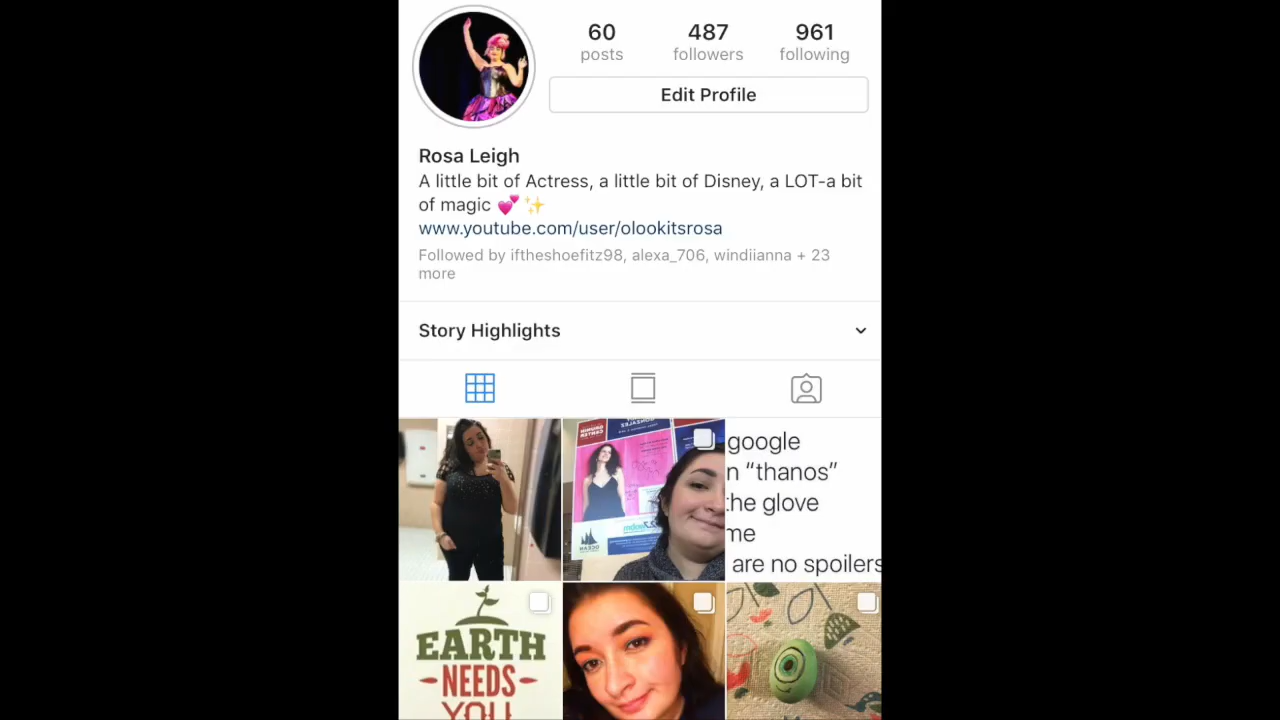 60
487
961
posts
followers
following
Edit Profile
Rosa Leigh
A little bit of Actress, a little bit of Disney, a LOT-a bit
of magic 💕✨
www.youtube.com/user/olookitsrosa
Followed by iftheshoefitz98, alexa_706, windiianna + 23
more
Story Highlights
google
n “thanos”
the glove
me
are no spoilers
EARTH
NEEDS
YOU